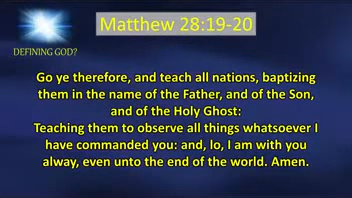 Matthew 28:19-20
DEFINING GOD?
Go ye therefore, and teach all nations, baptizing
them in the name of the Father, and of the Son,
and of the Holy Ghost:
Teaching them to observe all things whatsoever I
have commanded you: and, lo, I am with you
alway, even unto the end of the world. Amen.